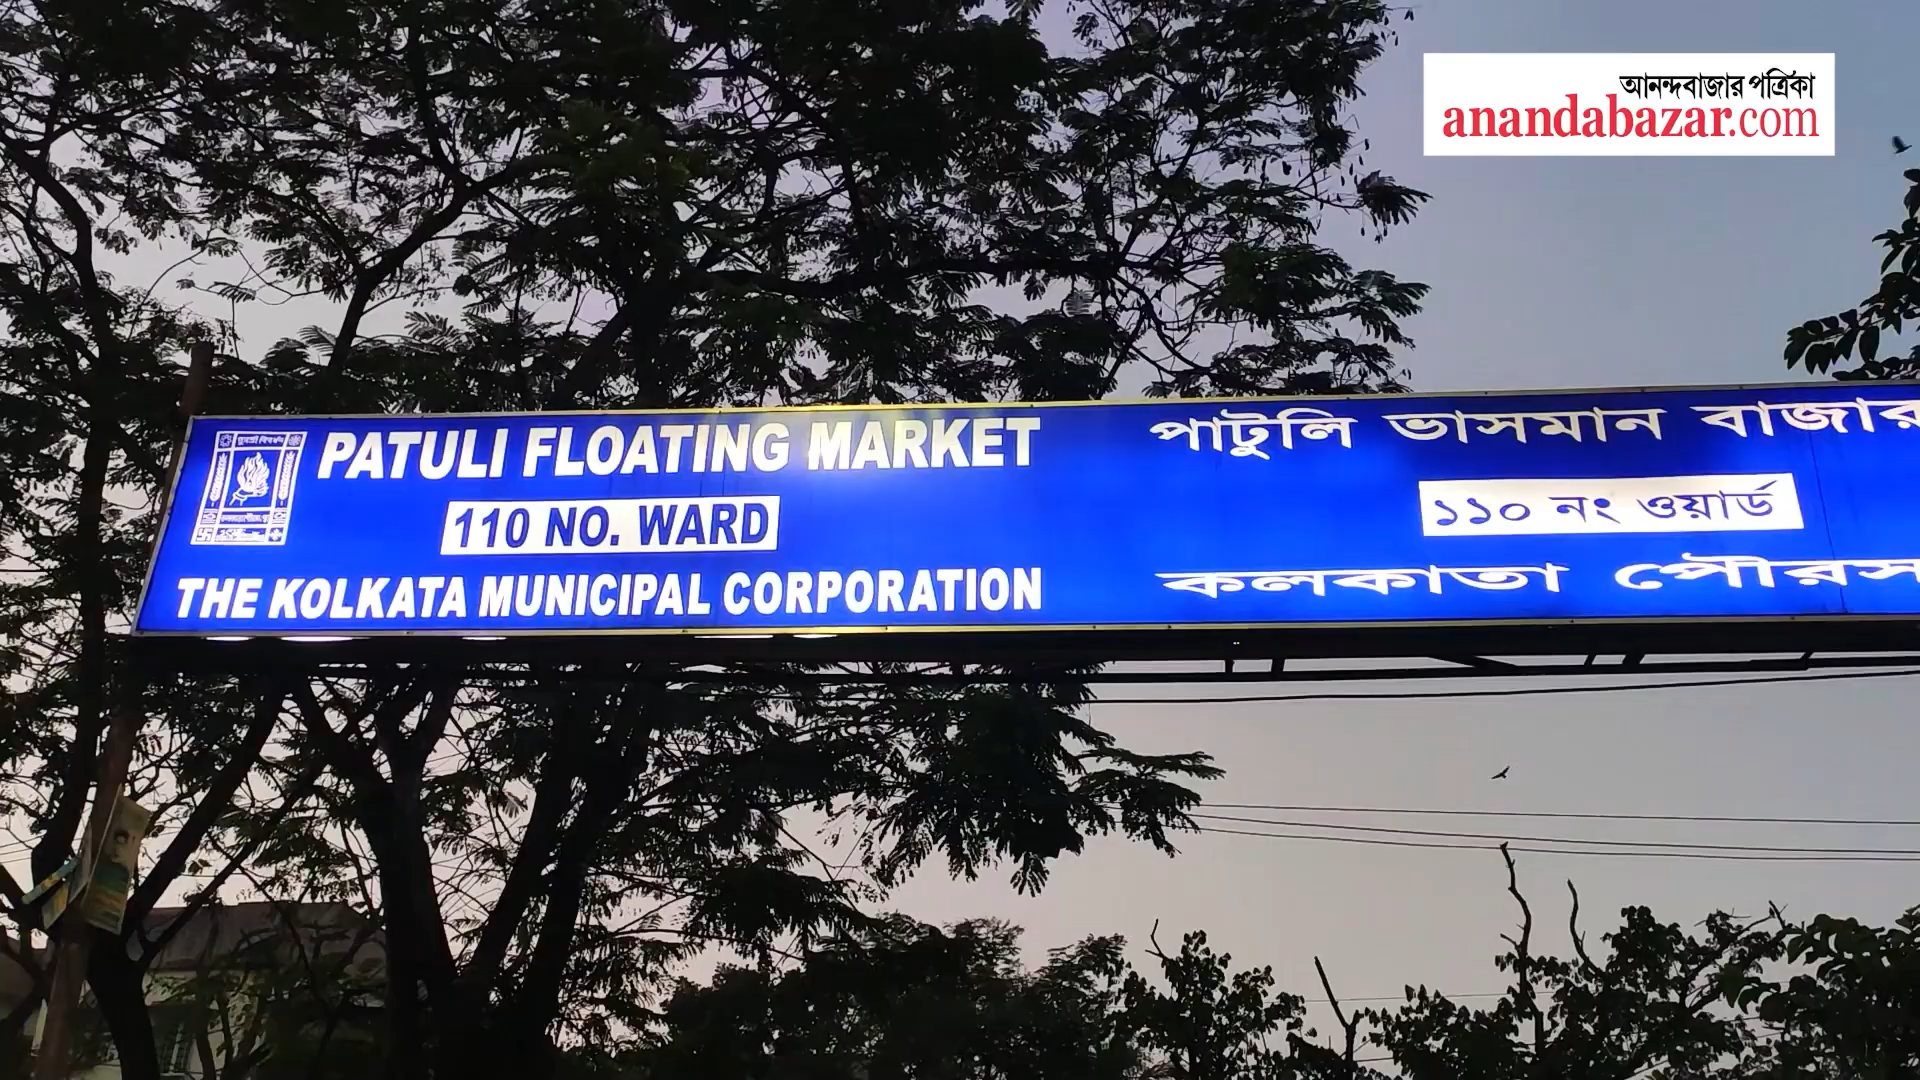 আনন্দবাজার পত্রিকা
anandabazar.com
PATULI FLOATING MARKET
110 NO. WARD
THE KOLKATA MUNICIPAL CORPORATION
পাটুলি ভাসমান বাজার
১১০ নং ওয়ার্ড
কলকাতা